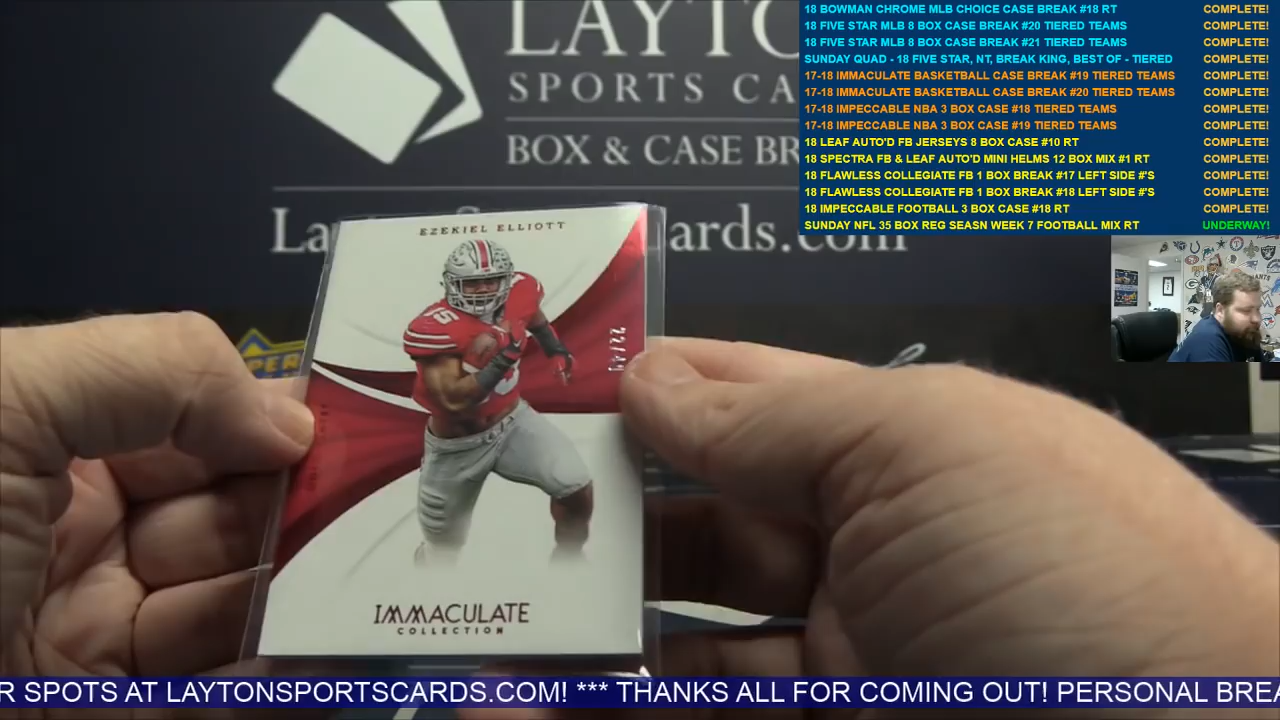 LAYTO
SPORTS CA
BOX & CASE BR
La
ards.com
18 BOWMAN CHROME MLB CHOICE CASE BREAK #18 RT COMPLETE!
18 FIVE STAR MLB 8 BOX CASE BREAK #20 TIERED TEAMS COMPLETE!
18 FIVE STAR MLB 8 BOX CASE BREAK #21 TIERED TEAMS COMPLETE!
SUNDAY QUAD - 18 FIVE STAR, NT, BREAK KING, BEST OF - TIERED COMPLETE!
17-18 IMMACULATE BASKETBALL CASE BREAK #19 TIERED TEAMS COMPLETE!
17-18 IMMACULATE BASKETBALL CASE BREAK #20 TIERED TEAMS COMPLETE!
17-18 IMPECCABLE NBA 3 BOX CASE #18 TIERED TEAMS COMPLETE!
17-18 IMPECCABLE NBA 3 BOX CASE #19 TIERED TEAMS COMPLETE!
18 LEAF AUTO'D FB JERSEYS 8 BOX CASE #10 RT COMPLETE!
18 SPECTRA FB & LEAF AUTO'D MINI HELMS 12 BOX MIX #1 RT COMPLETE!
18 FLAWLESS COLLEGIATE FB 1 BOX BREAK #17 LEFT SIDE #'S COMPLETE!
18 FLAWLESS COLLEGIATE FB 1 BOX BREAK #18 LEFT SIDE #'S COMPLETE!
18 IMPECCABLE FOOTBALL 3 BOX CASE #18 RT COMPLETE!
SUNDAY NFL 35 BOX REG SEASN WEEK 7 FOOTBALL MIX RT UNDERWAY!
EZEKIEL ELLIOTT
15
IMMACULATE
COLLECTION
PER
R SPOTS AT LAYTONSPORTSCARDS.COM! *** THANKS ALL FOR COMING OUT! PERSONAL BREA